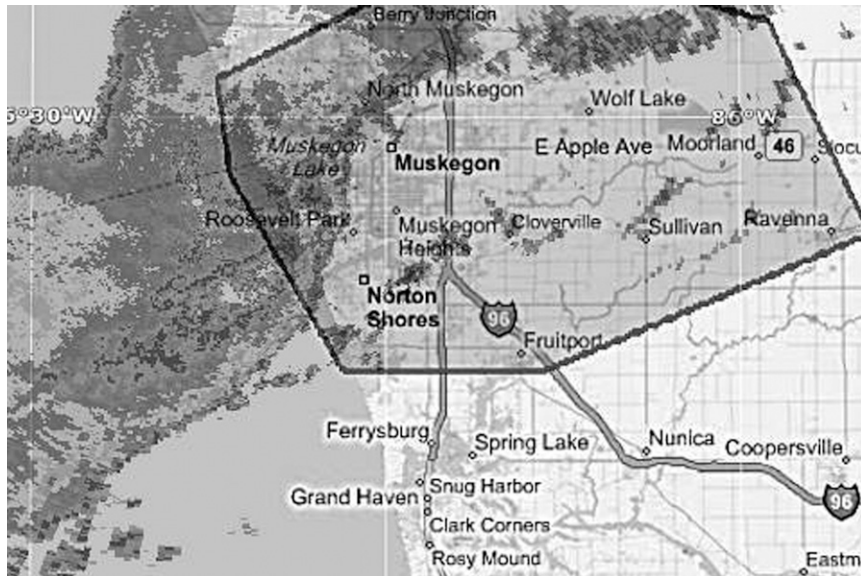 Berry Junction
North Muskegon
Wolf Lake
86°W
Muskegon
Lake
Muskegon
E Apple Ave
Moorland
46
Roosevelt Park
Muskegon
Heights
Cloverville
Sullivan
Ravenna
Norton
Shores
96
Fruitport
Ferrysburg
Spring Lake
Nunica
Coopersville
Grand Haven
Snug Harbor
96
Clark Corners
Rosy Mound